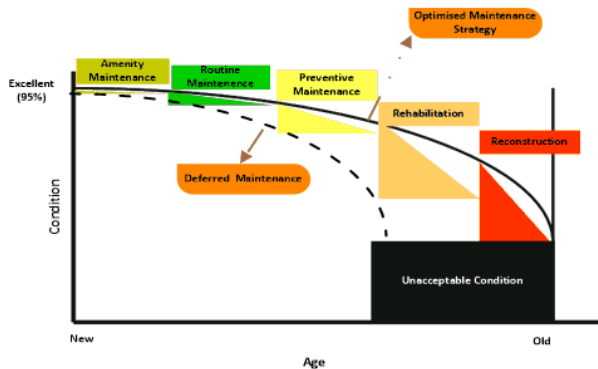 Optimised Maintenance
Strategy
Amenity
Maintenance
Routine
Maintenence
Preventive
Maintenance
Excellent
(95%)
Rehabilitation
Reconstruction
Deferred Maintenance
Condition
Unacceptable Condition
New
Old
Age